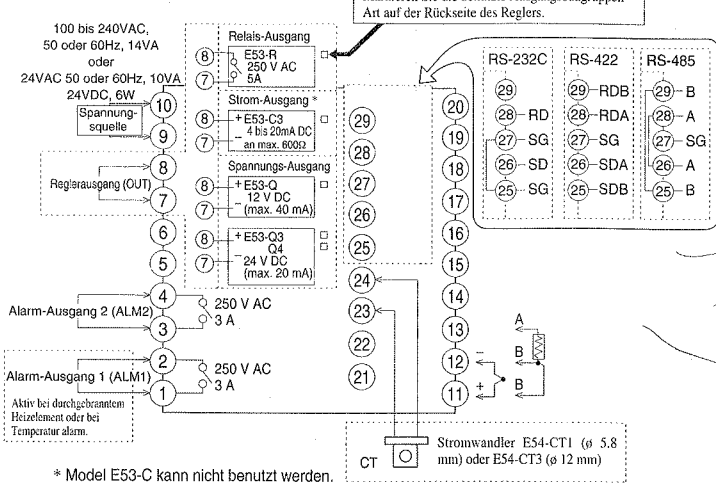 Art auf der Rückseite des Reglers.
100 bis 240VAC,
50 oder 60Hz, 14VA
oder
24VAC 50 oder 60Hz, 10VA
24VDC, 6W
Spannung-
squelle
Reglerausgang (OUT)
Alarm-Ausgang 2 (ALM2)
Alarm-Ausgang 1 (ALM1)
Aktiv bei durchgebranntem
Heizelement oder bei
Temperatur alarm.
10
9
8
7
6
5
4
3
2
1
250 V AC
3 A
250 V AC
3 A
Relais-Ausgang
8
7
E53-R
250 V AC
5A
Strom-Ausgang *
8
7
+ E53-C3
− 4 bis 20mA DC
an max. 600Ω
Spannungs-Ausgang
8
7
+ E53-Q
− 12 V DC
(max. 40 mA)
8
7
+ E53-Q3
Q4
− 24 V DC
(max. 20 mA)
29
28
27
26
25
24
23
22
21
20
19
18
17
16
15
14
13
12
11
−
+
A
B
B
RS-232C
29
28 RD
27 SG
26 SD
25 SG
RS-422
29 RDB
28 RDA
27 SG
26 SDA
25 SDB
RS-485
29 B
28 A
27 SG
26 A
25 B
CT
Stromwandler E54-CT1 (ø 5.8
mm) oder E54-CT3 (ø 12 mm)
* Model E53-C kann nicht benutzt werden.